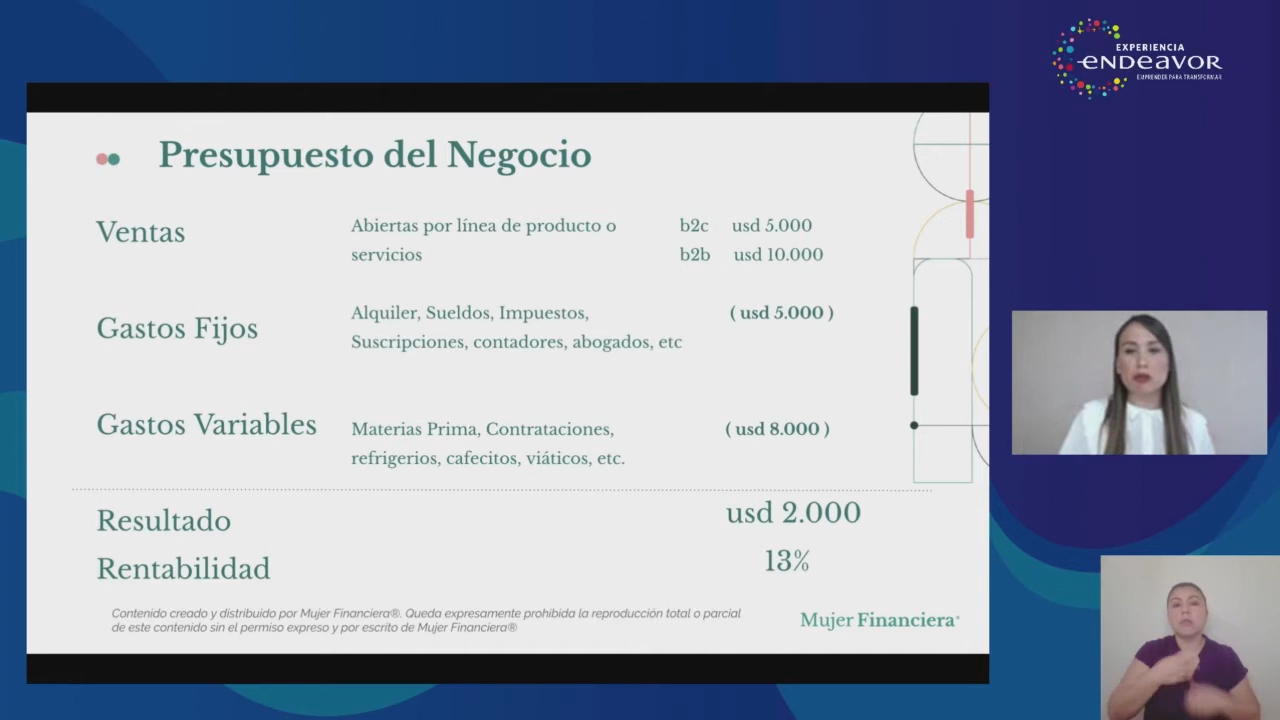 EXPERIENCIA
ENDEAVOR
EMPRENDER PARA TRANSFORMAR
Presupuesto del Negocio
Ventas
Abiertas por línea de producto o
servicios
b2c usd 5.000
b2b usd 10.000
Gastos Fijos
Alquiler, Sueldos, Impuestos,
Suscripciones, contadores, abogados, etc
( usd 5.000 )
Gastos Variables
Materias Prima, Contrataciones,
refrigerios, cafecitos, viáticos, etc.
( usd 8.000 )
Resultado
usd 2.000
Rentabilidad
13%
Contenido creado y distribuido por Mujer Financiera®. Queda expresamente prohibida la reproducción total o parcial
de este contenido sin el permiso expreso y por escrito de Mujer Financiera®
Mujer Financiera®